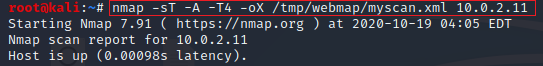 root@kali:~# nmap -sT -A -T4 -oX /tmp/webmap/myscan.xml 10.0.2.11
Starting Nmap 7.91 ( https://nmap.org ) at 2020-10-19 04:05 EDT
Nmap scan report for 10.0.2.11
Host is up (0.00098s latency).